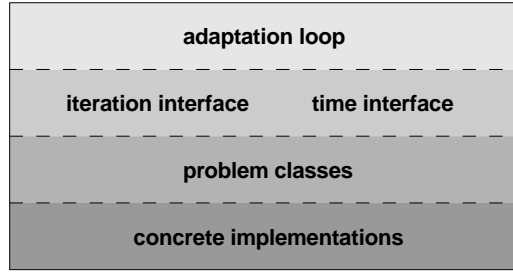 adaptation loop
iteration interface time interface
problem classes
concrete implementations